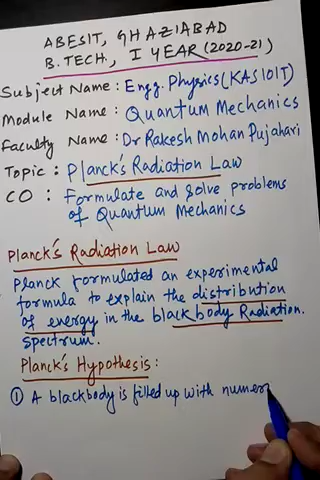 ABESIT, GHAZIABAD
B.TECH., I YEAR (2020-21)
Subject Name: Engg. Physics (KAS101T)
Module Name: Quantum Mechanics
Faculty Name: Dr Rakesh Mohan Pujahari
Topic: Planck's Radiation Law
CO: Formulate and solve problems
of Quantum Mechanics
Planck's Radiation Law
Planck formulated an experimental
formula to explain the distribution
of energy in the blackbody Radiation.
Spectrum.
Planck's Hypothesis:
① A blackbody is filled up with numer